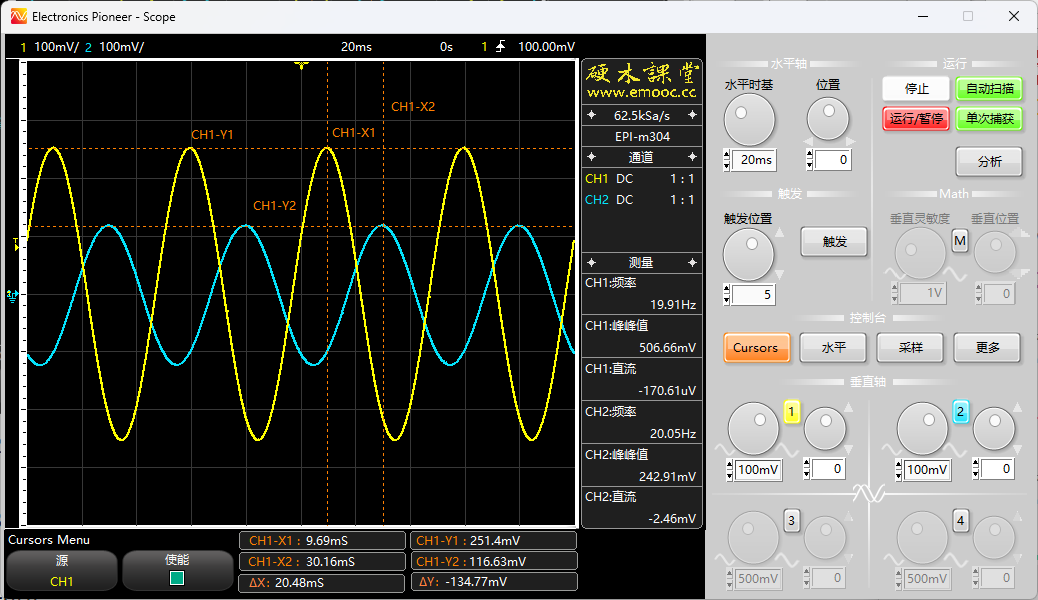 Electronics Pioneer - Scope
1 100mV/ 2 100mV/ 20ms 0s 1 100.00mV
CH1-X2
CH1-Y1
CH1-X1
CH1-Y2
T
硬木課堂
www.emooc.cc
62.5kSa/s
EPI-m304
通道
CH1 DC 1 : 1
CH2 DC 1 : 1
测量
CH1:频率
19.91Hz
CH1:峰峰值
506.66mV
CH1:直流
-170.61uV
CH2:频率
20.05Hz
CH2:峰峰值
242.91mV
CH2:直流
-2.46mV
Cursors Menu
源
CH1
使能
CH1-X1 : 9.69mS
CH1-X2 : 30.16mS
ΔX: 20.48mS
CH1-Y1 : 251.4mV
CH1-Y2 : 116.63mV
ΔY: -134.77mV
水平轴
水平时基
位置
20ms
0
运行
停止
自动扫描
运行/暂停
单次捕获
分析
触发
触发位置
触发
5
Math
垂直灵敏度
垂直位置
M
1V
0
控制台
Cursors
水平
采样
更多
垂直轴
1
100mV
0
2
100mV
0
3
500mV
0
4
500mV
0